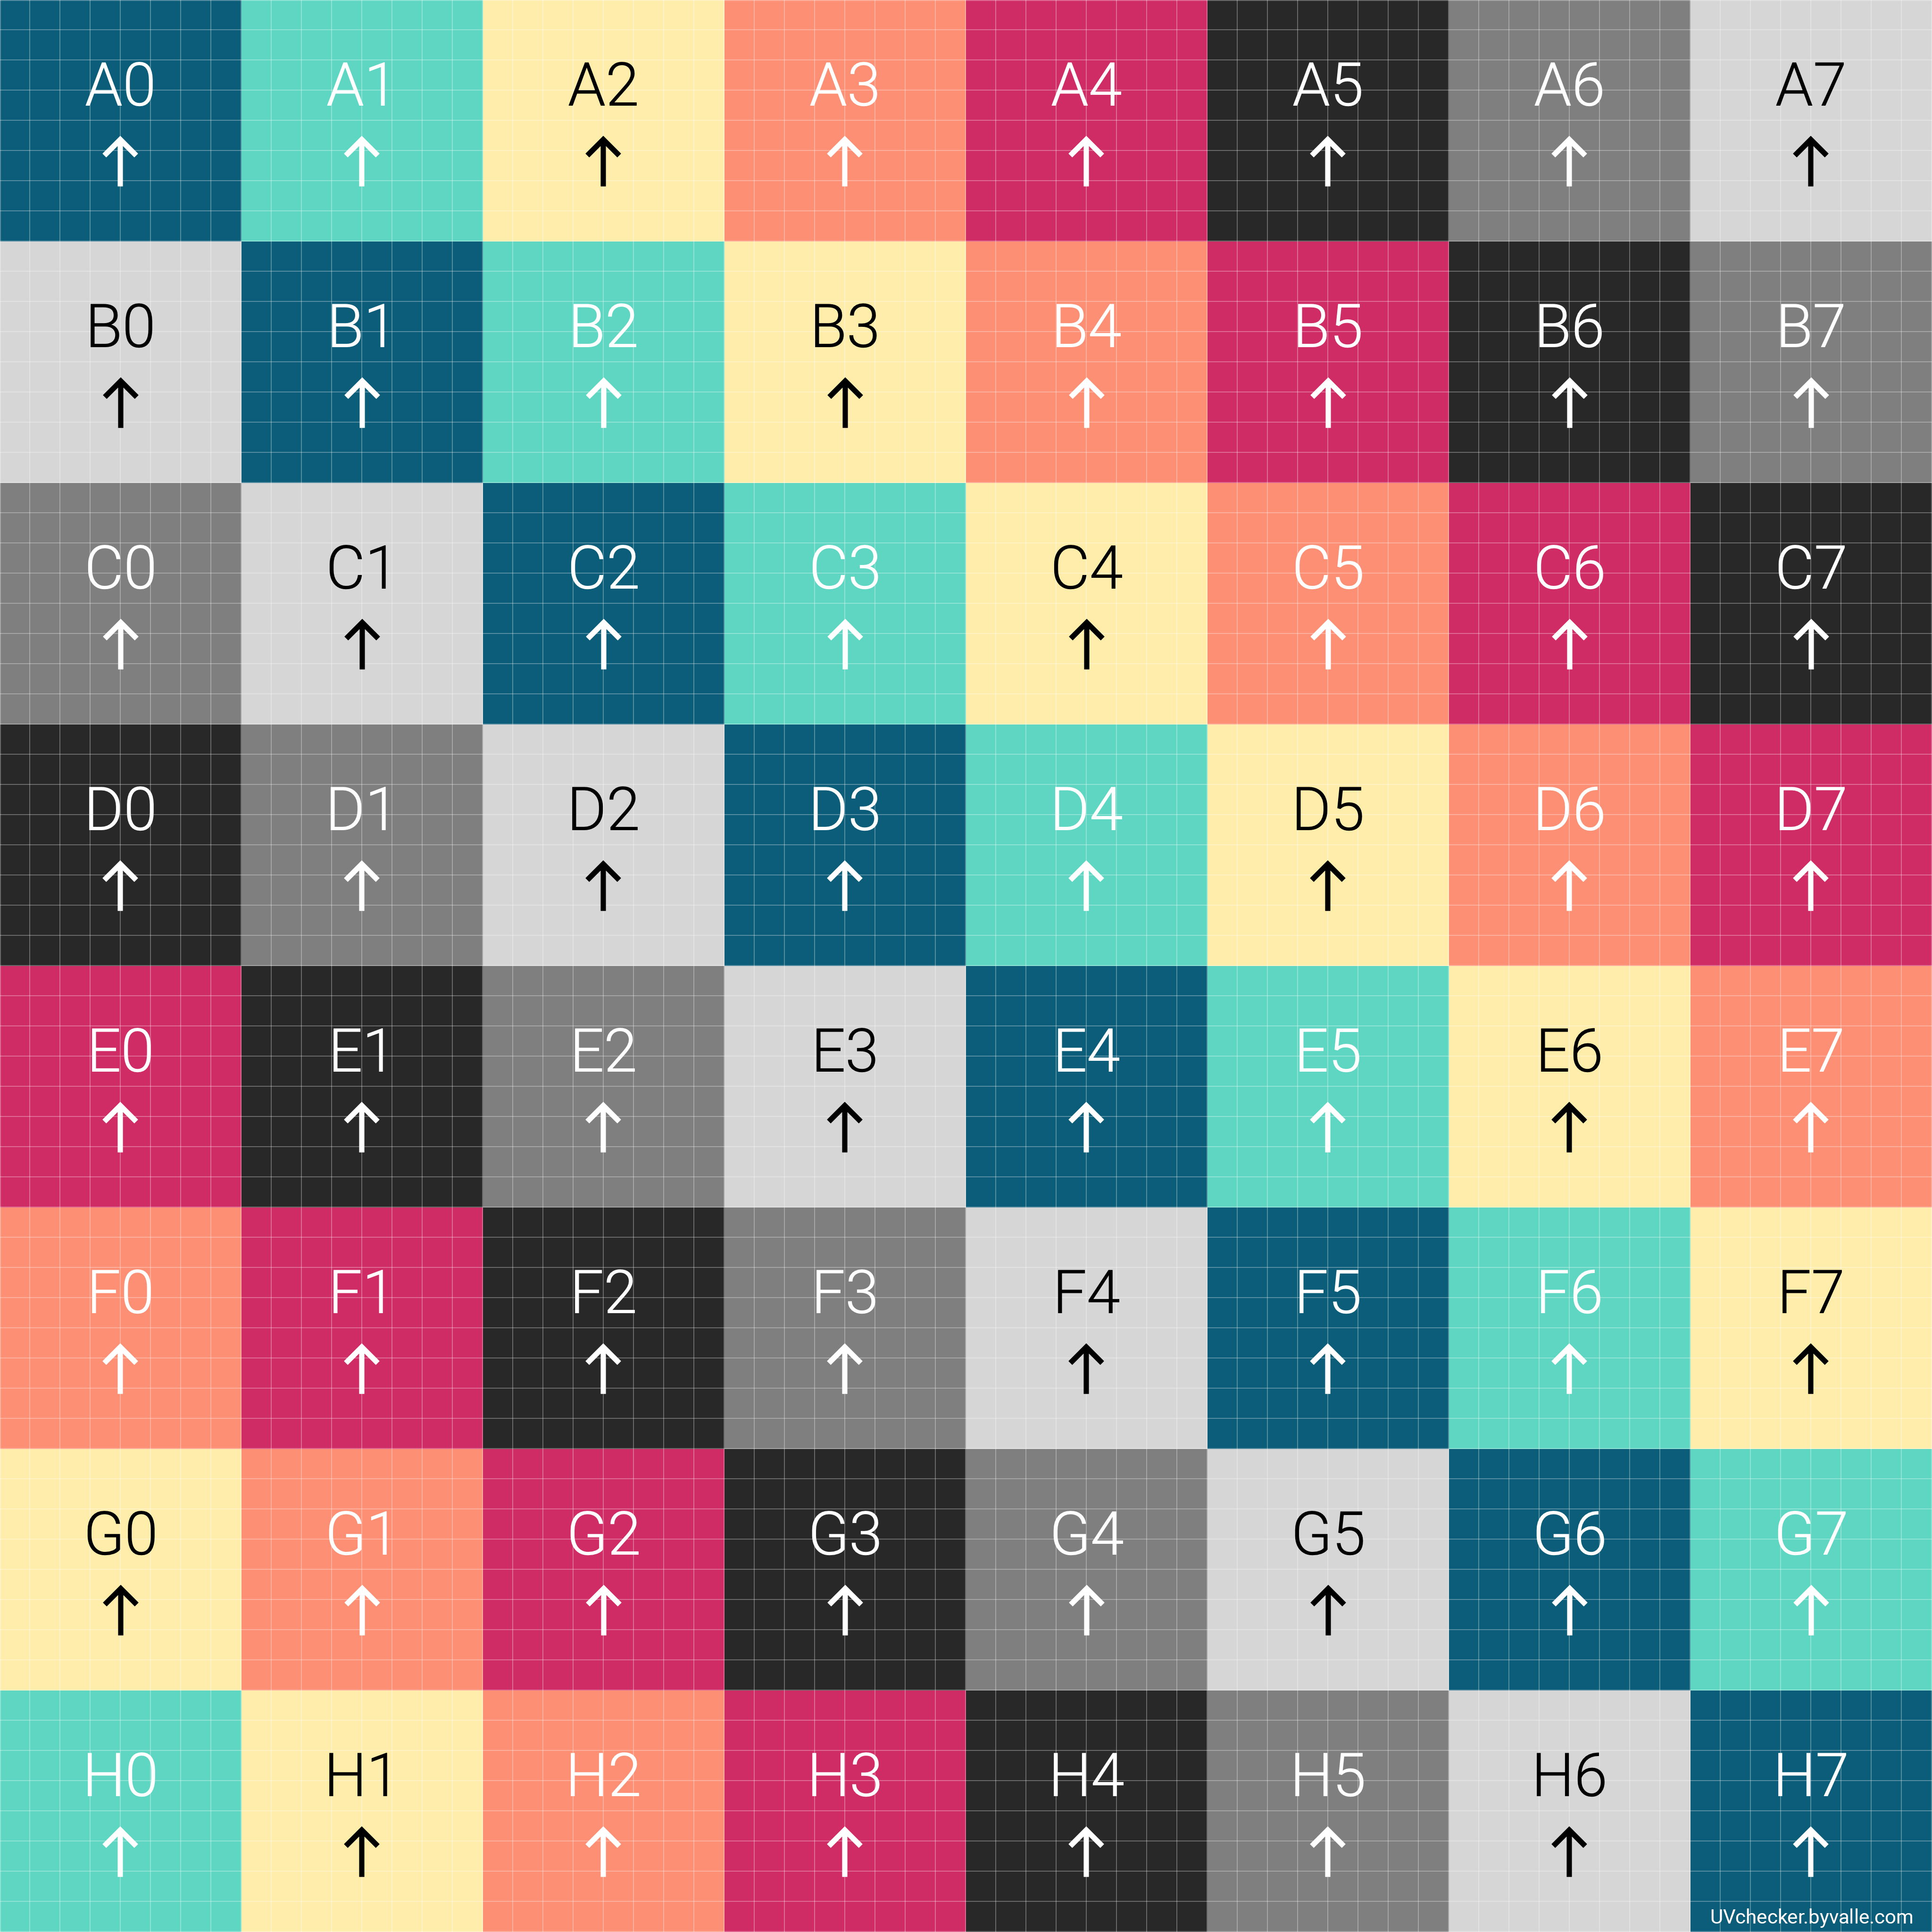 A0 A1 A2 A3 A4 A5 A6 A7
↑ ↑ ↑ ↑ ↑ ↑ ↑ ↑
B0 B1 B2 B3 B4 B5 B6 B7
↑ ↑ ↑ ↑ ↑ ↑ ↑ ↑
C0 C1 C2 C3 C4 C5 C6 C7
↑ ↑ ↑ ↑ ↑ ↑ ↑ ↑
D0 D1 D2 D3 D4 D5 D6 D7
↑ ↑ ↑ ↑ ↑ ↑ ↑ ↑
E0 E1 E2 E3 E4 E5 E6 E7
↑ ↑ ↑ ↑ ↑ ↑ ↑ ↑
F0 F1 F2 F3 F4 F5 F6 F7
↑ ↑ ↑ ↑ ↑ ↑ ↑ ↑
G0 G1 G2 G3 G4 G5 G6 G7
↑ ↑ ↑ ↑ ↑ ↑ ↑ ↑
H0 H1 H2 H3 H4 H5 H6 H7
↑ ↑ ↑ ↑ ↑ ↑ ↑ ↑
UVchecker.byvalle.com